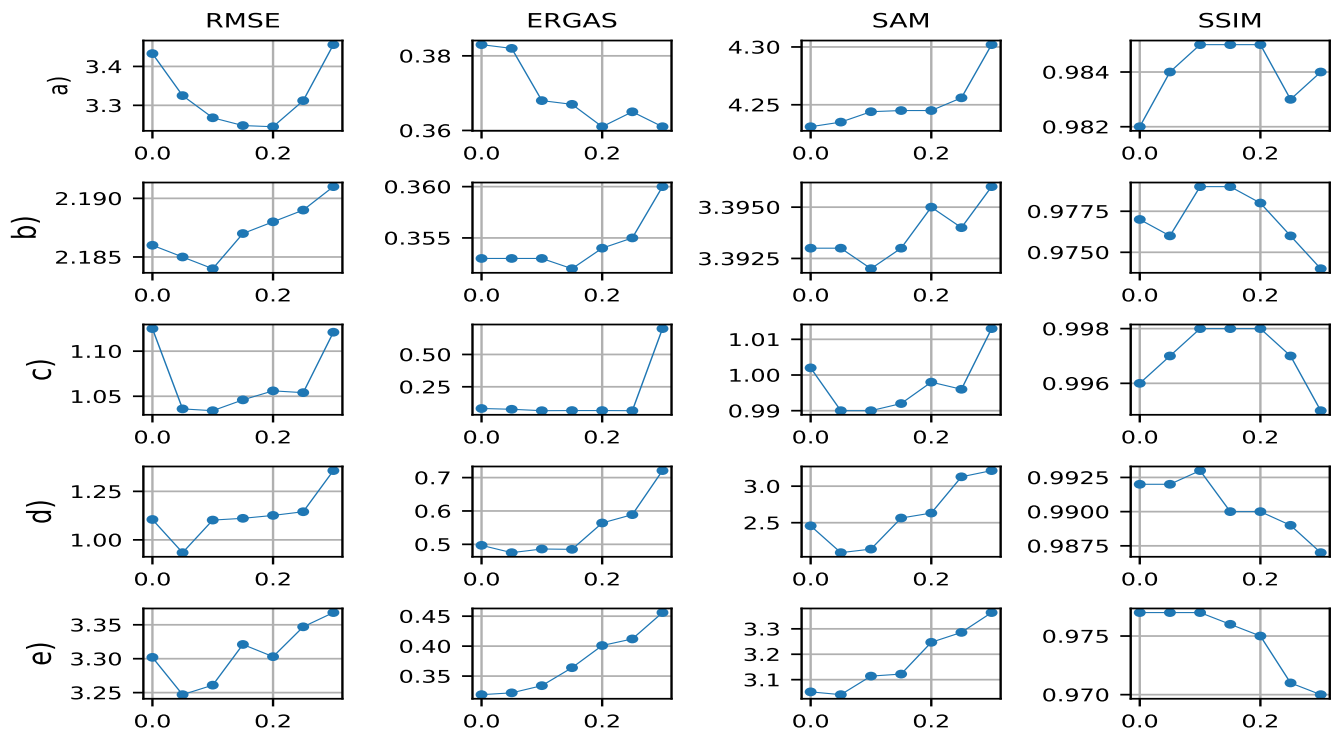 RMSE ERGAS SAM SSIM
a) 3.4 3.3 0.38 0.36 4.30 4.25 0.984 0.982
0.0 0.2 0.0 0.2 0.0 0.2 0.0 0.2
b) 2.190 2.185 0.360 0.355 3.3950 3.3925 0.9775 0.9750
0.0 0.2 0.0 0.2 0.0 0.2 0.0 0.2
c) 1.10 1.05 0.50 0.25 1.01 1.00 0.99 0.998 0.996
0.0 0.2 0.0 0.2 0.0 0.2 0.0 0.2
d) 1.25 1.00 0.7 0.6 0.5 3.0 2.5 0.9925 0.9900 0.9875
0.0 0.2 0.0 0.2 0.0 0.2 0.0 0.2
e) 3.35 3.30 3.25 0.45 0.40 0.35 3.3 3.2 3.1 0.975 0.970
0.0 0.2 0.0 0.2 0.0 0.2 0.0 0.2